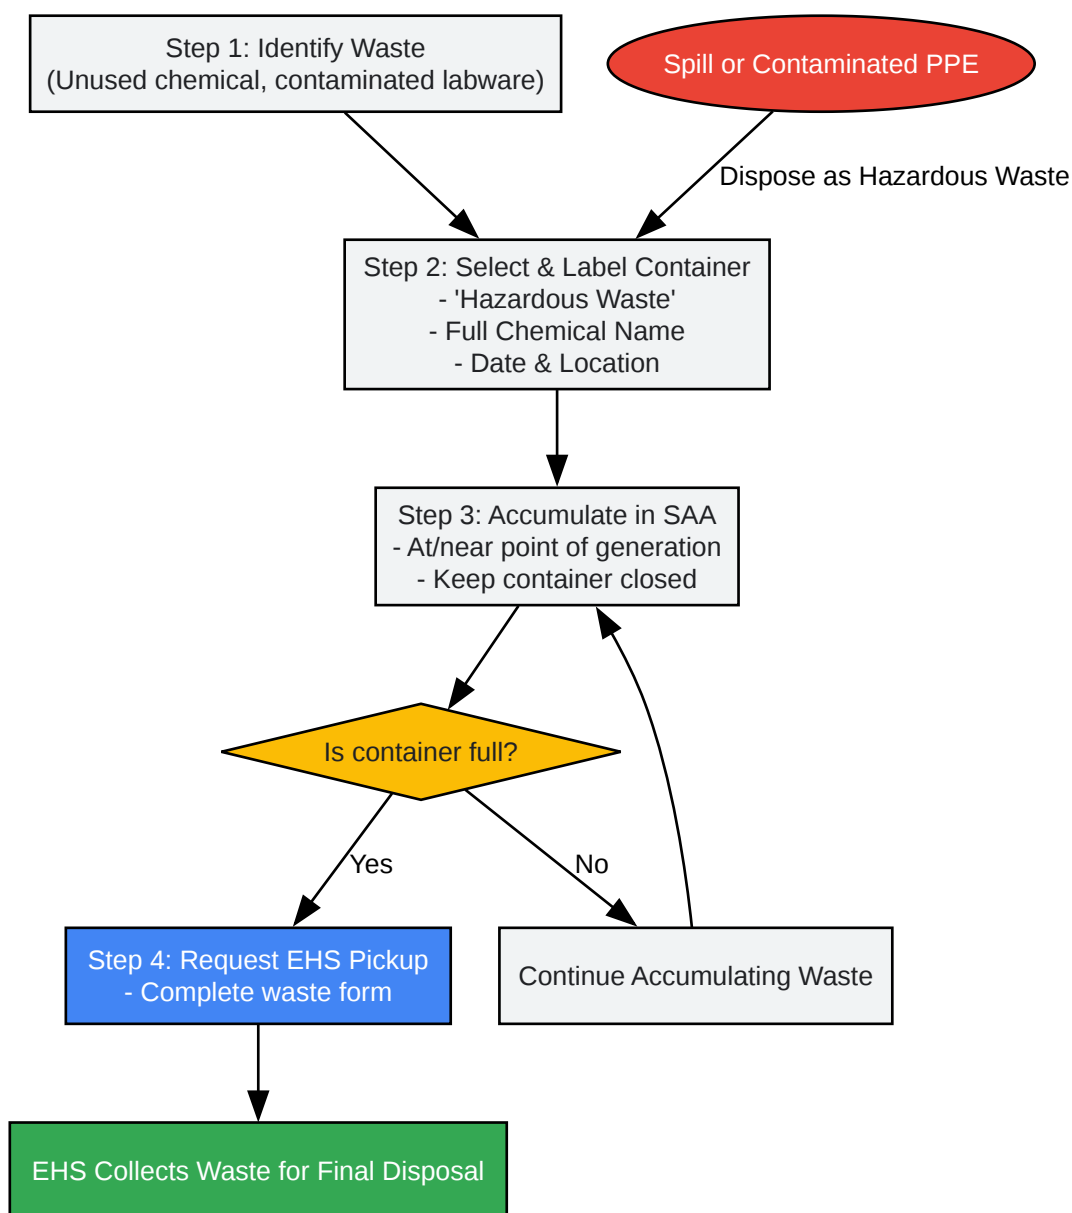 Step 1: Identify Waste
(Unused chemical, contaminated labware)
Spill or Contaminated PPE
Dispose as Hazardous Waste
Step 2: Select & Label Container
- 'Hazardous Waste'
- Full Chemical Name
- Date & Location
Step 3: Accumulate in SAA
- At/near point of generation
- Keep container closed
Is container full?
Yes
No
Step 4: Request EHS Pickup
- Complete waste form
Continue Accumulating Waste
EHS Collects Waste for Final Disposal